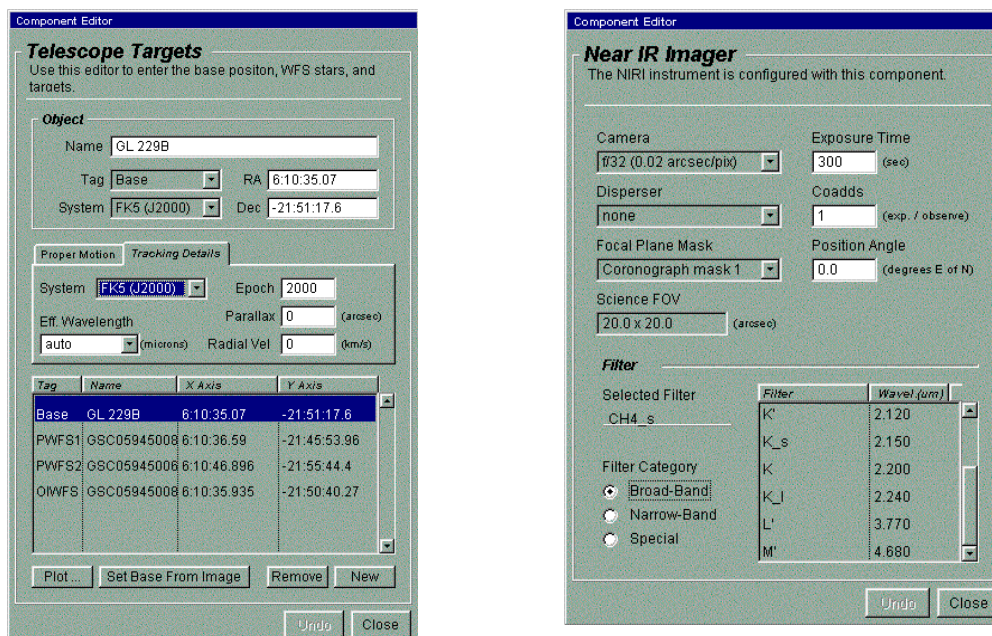 Component Editor
Telescope Targets
Use this editor to enter the base positon, WFS stars, and
targets.
Object
Name GL 229B
Tag Base RA 6:10:35.07
System FK5 (J2000) Dec -21:51:17.6
Proper Motion Tracking Details
System FK5 (J2000) Epoch 2000
Parallax 0 (arcsec)
Eff. Wavelength
auto (microns) Radial Vel 0 (km/s)
Tag Name X Axis Y Axis
Base GL 229B 6:10:35.07 -21:51:17.6
PWFS1 GSC05945008 6:10:36.59 -21:45:53.96
PWFS2 GSC05945006 6:10:46.896 -21:55:44.4
OIWFS GSC05945008 6:10:35.935 -21:50:40.27
Plot ... Set Base From Image Remove New
Undo Close
Component Editor
Near IR Imager
The NIRI instrument is configured with this component.
Camera Exposure Time
f/32 (0.02 arcsec/pix) 300 (sec)
Disperser Coadds
none 1 (exp. / observe)
Focal Plane Mask Position Angle
Coronograph mask 1 0.0 (degrees E of N)
Science FOV
20.0 x 20.0 (arcsec)
Filter
Selected Filter Filter Wavel.(um)
CH4_s K' 2.120
K_s 2.150
Filter Category K 2.200
Broad-Band K_l 2.240
Narrow-Band L' 3.770
Special M' 4.680
Undo Close